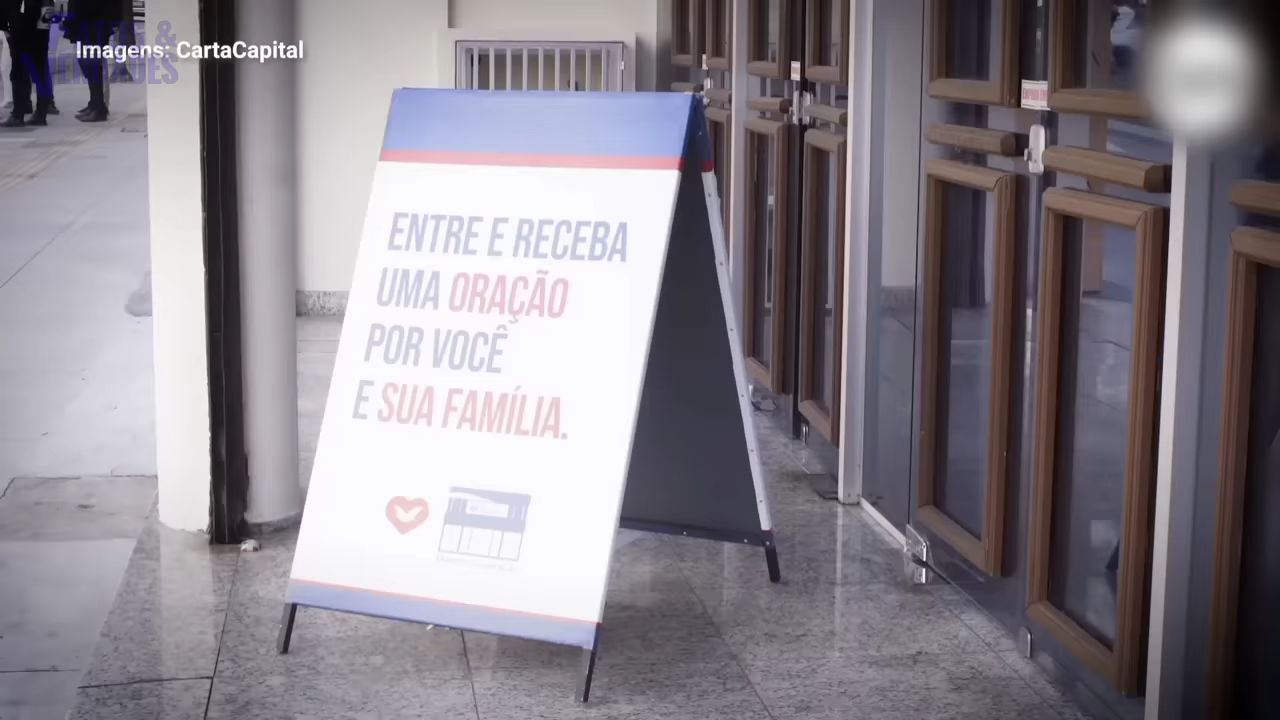 Imagens: CartaCapital
ENTRE E RECEBA
UMA ORAÇÃO
POR VOCÊ
E SUA FAMÍLIA.